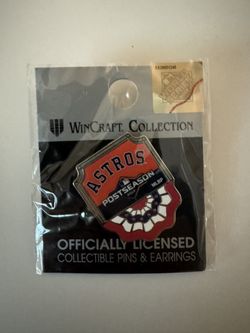 WINCRAFT COLLECTION
ASTROS
POSTSEASON
OFFICIALLY LICENSED
COLLECTIBLE PINS & EARRINGS